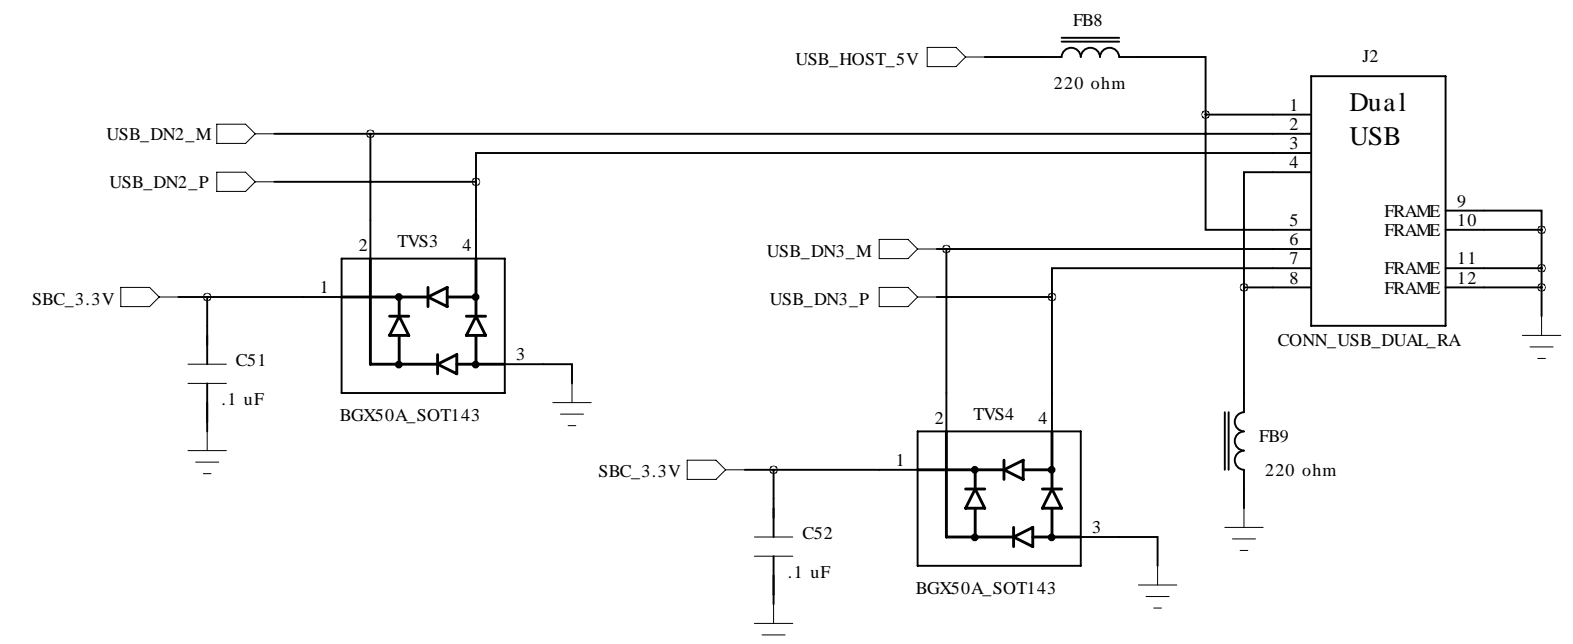 FB8
USB_HOST_5V
220 ohm
J2
Dual
USB
1
2
3
4
5
6
7
8
FRAME 9
FRAME 10
FRAME 11
FRAME 12
CONN_USB_DUAL_RA
USB_DN2_M
USB_DN2_P
2 TVS3 4
SBC_3.3V 1
3
C51
.1 uF
BGX50A_SOT143
USB_DN3_M
USB_DN3_P
2 TVS4 4
SBC_3.3V 1
3
C52
.1 uF
BGX50A_SOT143
FB9
220 ohm